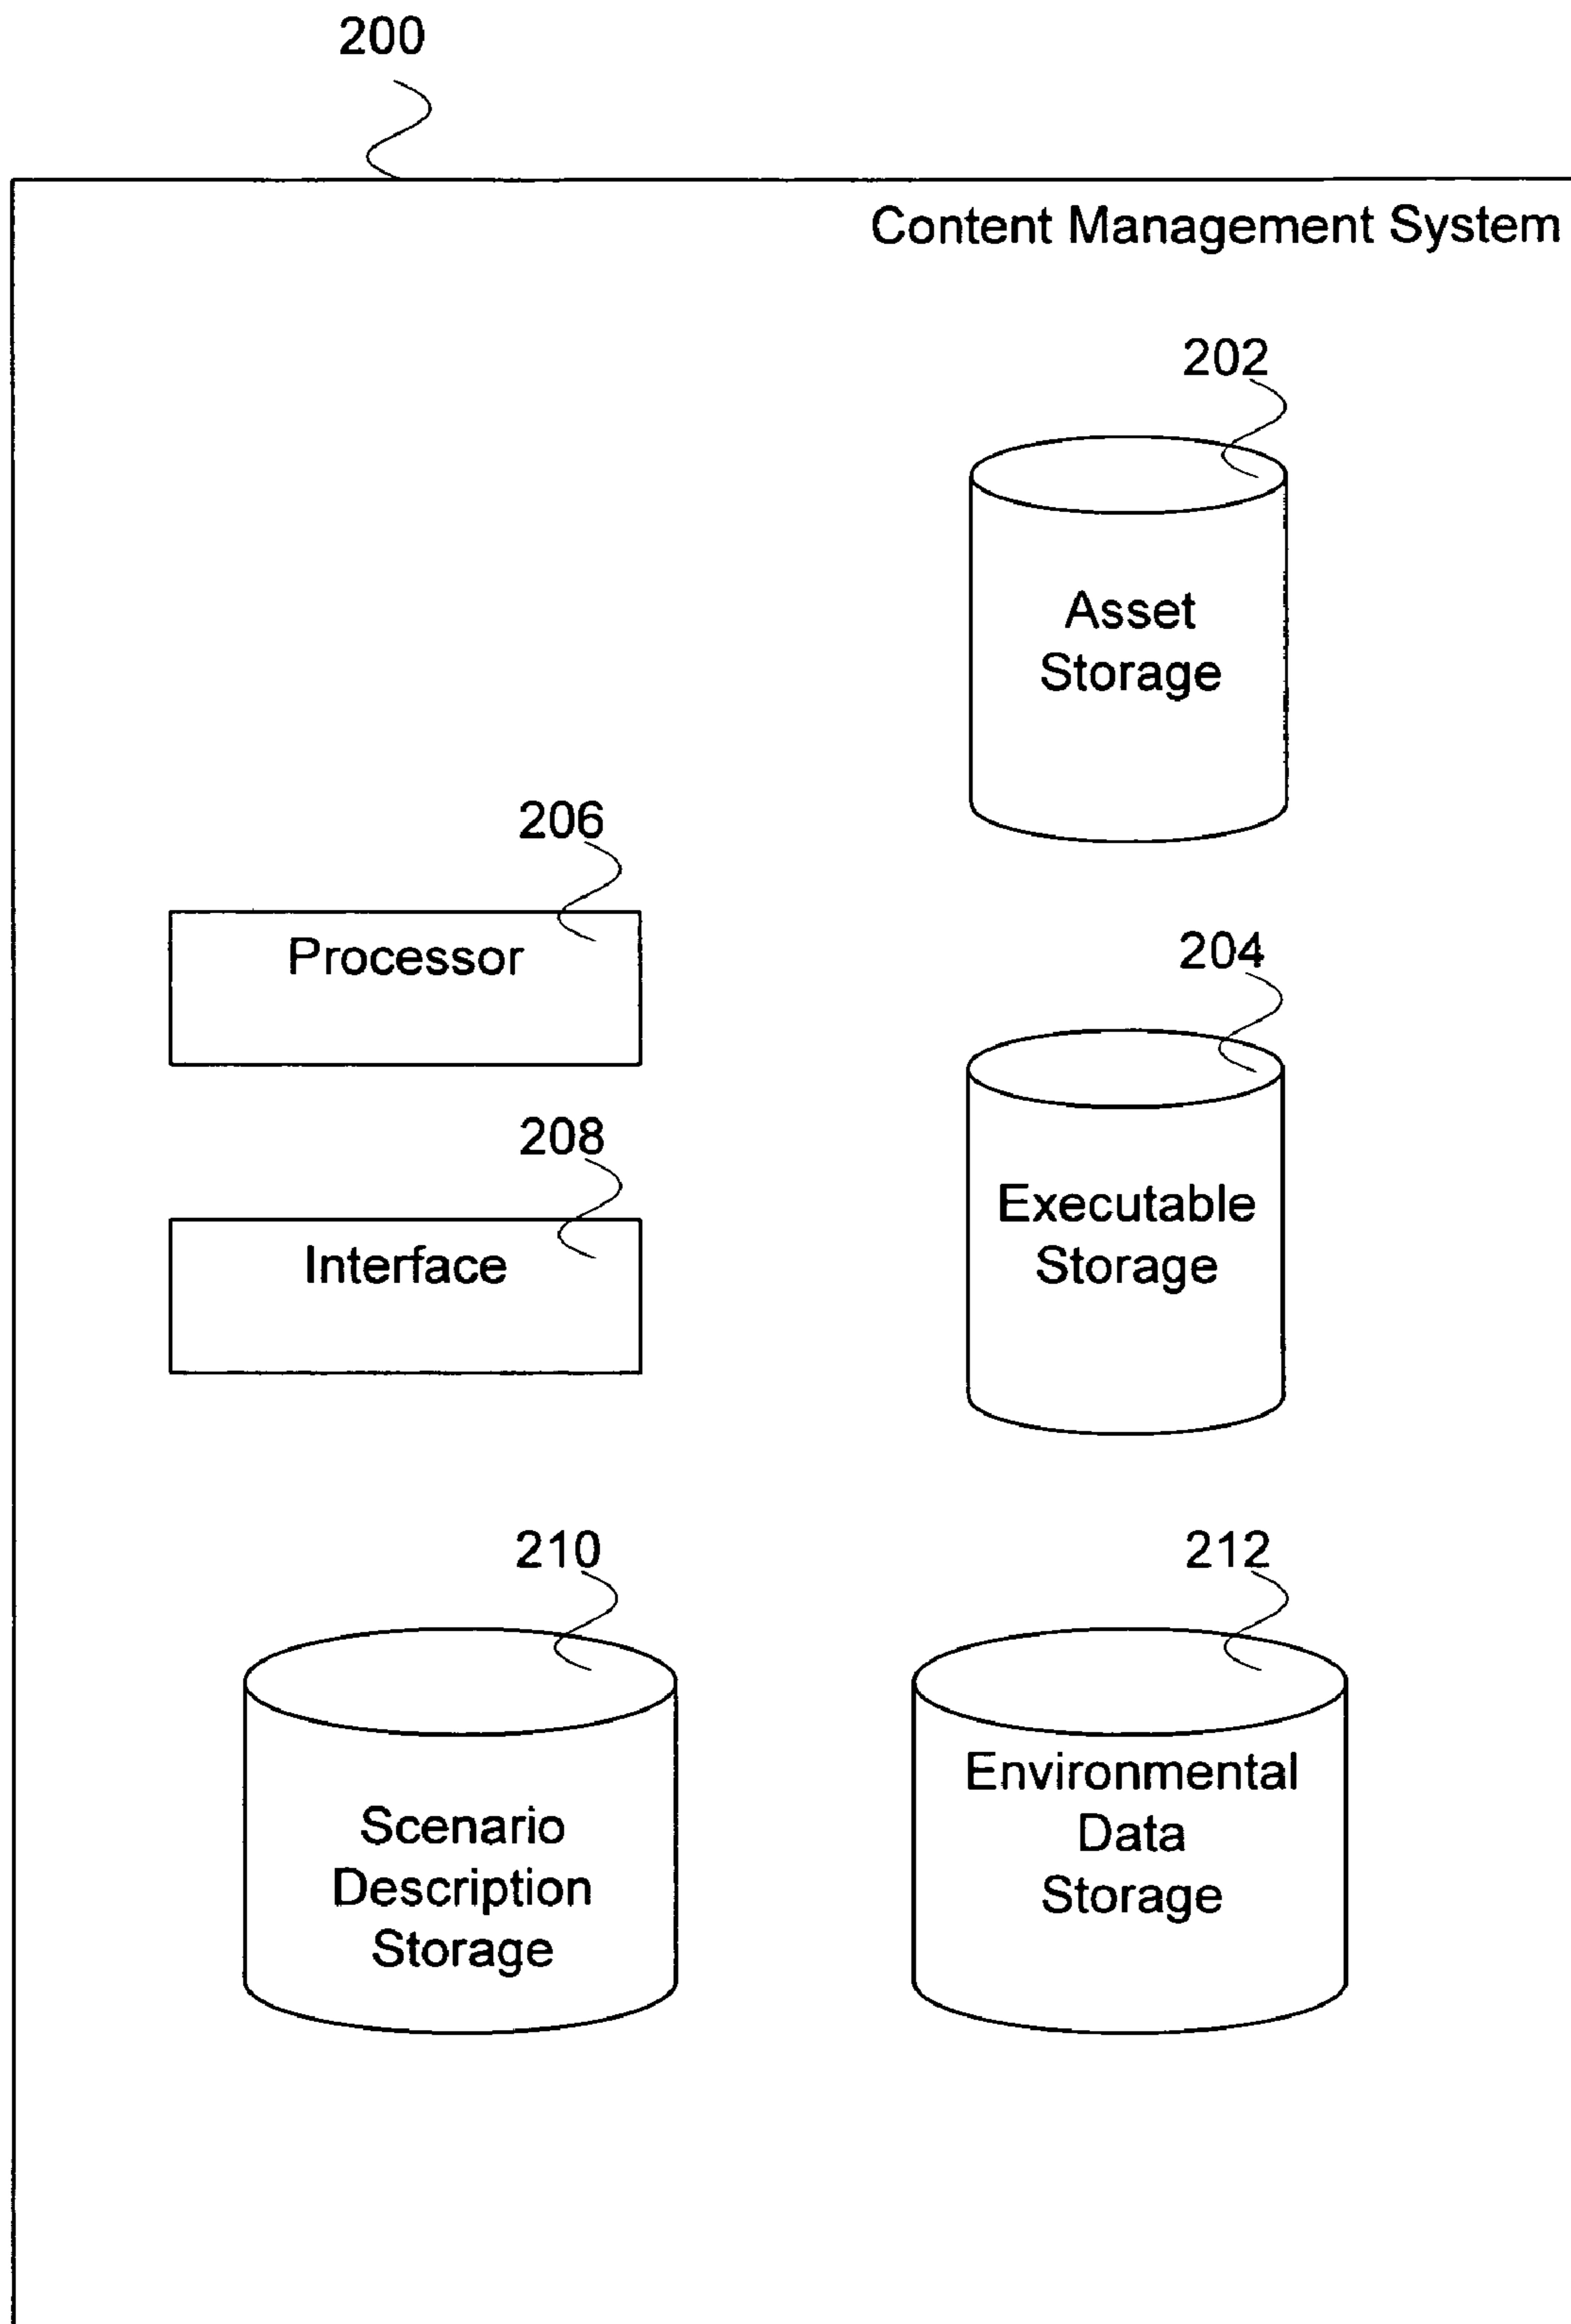 200
Content Management System
202
Asset
Storage
206
Processor
204
208
Executable
Storage
Interface
210
212
Scenario
Description
Storage
Environmental
Data
Storage